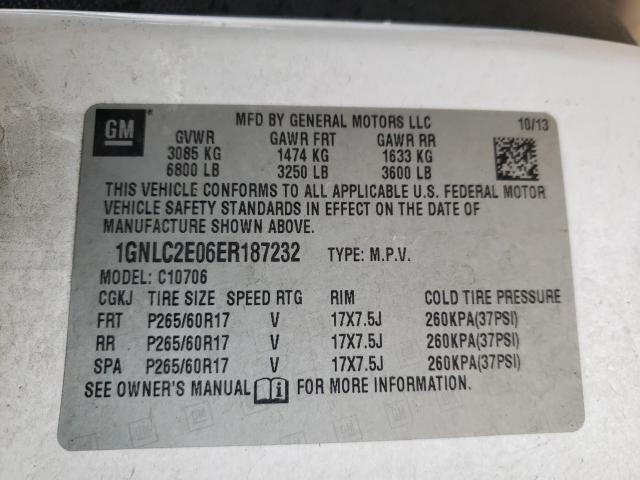 GM
MFD BY GENERAL MOTORS LLC 10/13
GVWR GAWR FRT GAWR RR
3085 KG 1474 KG 1633 KG
6800 LB 3250 LB 3600 LB
THIS VEHICLE CONFORMS TO ALL APPLICABLE U.S. FEDERAL MOTOR
VEHICLE SAFETY STANDARDS IN EFFECT ON THE DATE OF
MANUFACTURE SHOWN ABOVE.
1GNLC2E06ER187232 TYPE: M.P.V.
MODEL: C10706
CGKJ TIRE SIZE SPEED RTG RIM COLD TIRE PRESSURE
FRT P265/60R17 V 17X7.5J 260KPA(37PSI)
RR P265/60R17 V 17X7.5J 260KPA(37PSI)
SPA P265/60R17 V 17X7.5J 260KPA(37PSI)
SEE OWNER'S MANUAL FOR MORE INFORMATION.